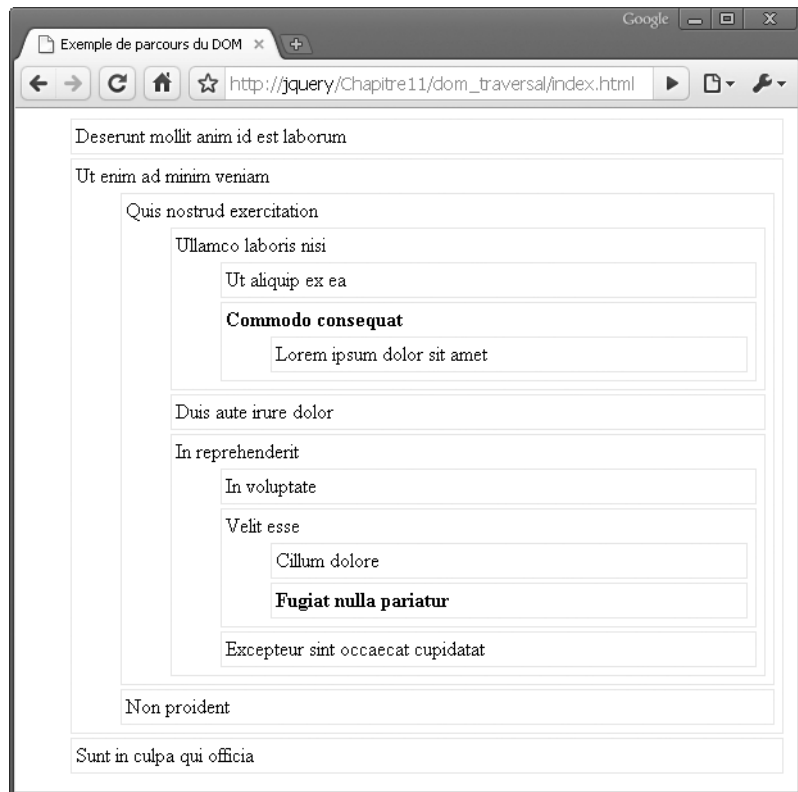 Google
Exemple de parcours du DOM
http://jquery/Chapitre11/dom_traversal/index.html
Deserunt mollit anim id est laborum
Ut enim ad minim veniam
Quis nostrud exercitation
Ullamco laboris nisi
Ut aliquip ex ea
Commodo consequat
Lorem ipsum dolor sit amet
Duis aute irure dolor
In reprehenderit
In voluptate
Velit esse
Cillum dolore
Fugiat nulla pariatur
Excepteur sint occaecat cupidatat
Non proident
Sunt in culpa qui officia